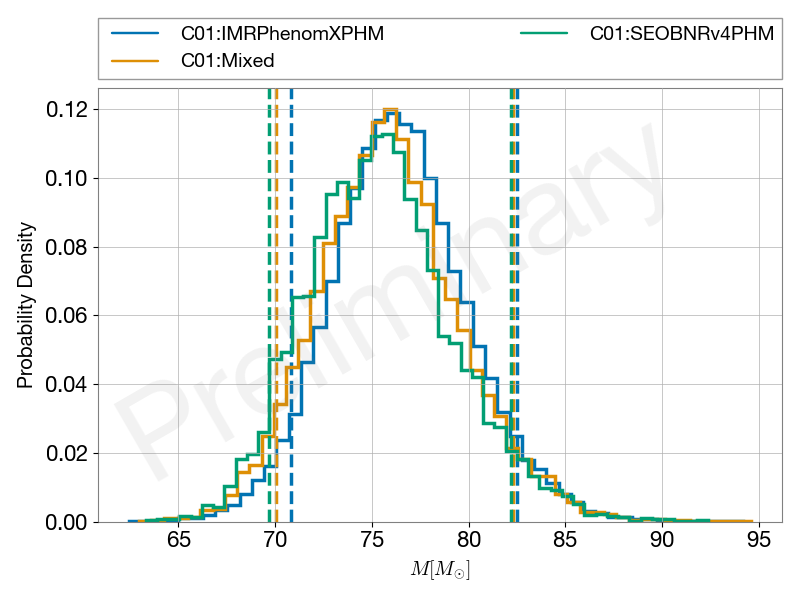 C01:IMRPhenomXPHM
C01:Mixed
C01:SEOBNRv4PHM
Probability Density
0.12
0.10
0.08
0.06
0.04
0.02
0.00
Preliminary
65 70 75 80 85 90 95
M[M⊙]